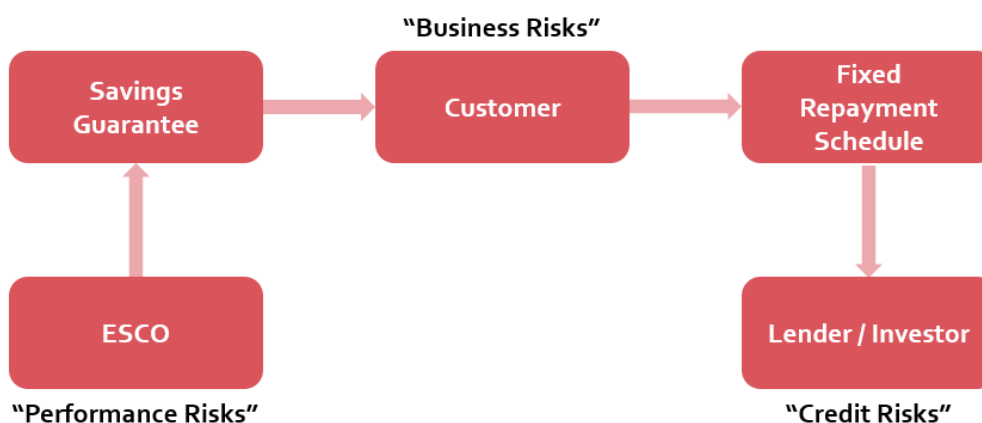 “Business Risks”
Savings
Guarantee
Customer
Fixed
Repayment
Schedule
ESCO
Lender / Investor
“Performance Risks”
“Credit Risks”